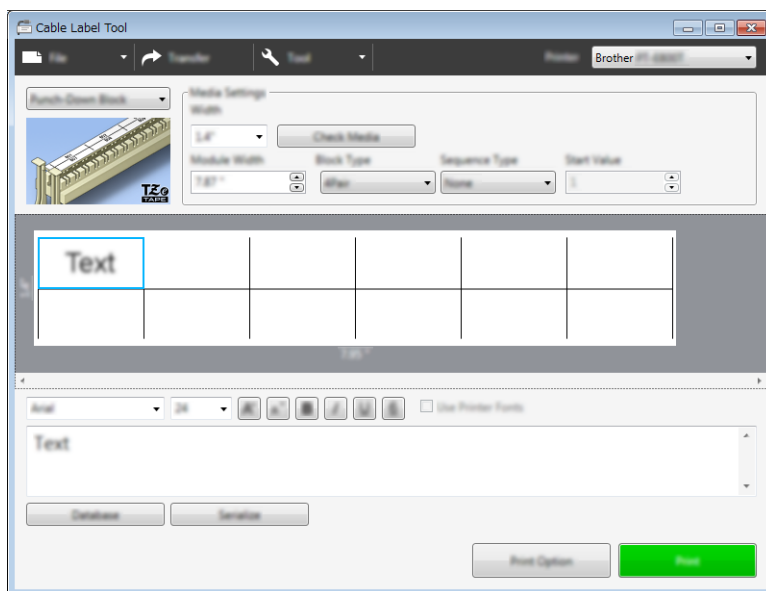 Cable Label Tool
File Transfer Tool Printer Brother
Punch-Down Block
Media Settings
Width
1.4"
Check Media
Module Width Block Type Sequence Type Start Value
7.87 " 4Pair None 1
TZe
TAPE
Text
7.85 "
Arial 24 B I U Use Printer Fonts
Text
Database Serialize
Print Option Print